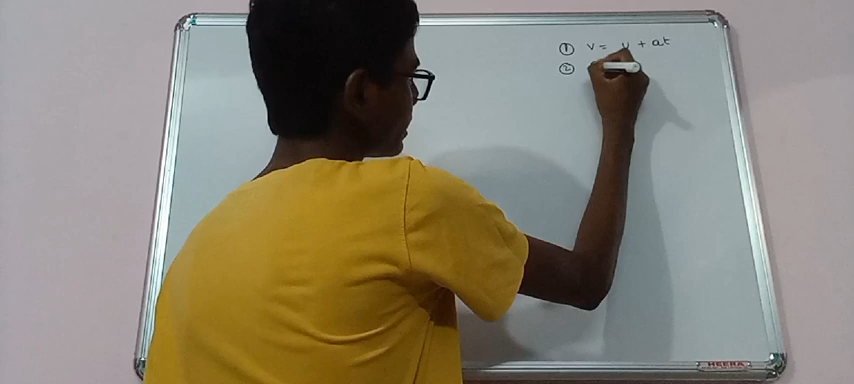 ① v = u + at
②
HEERA